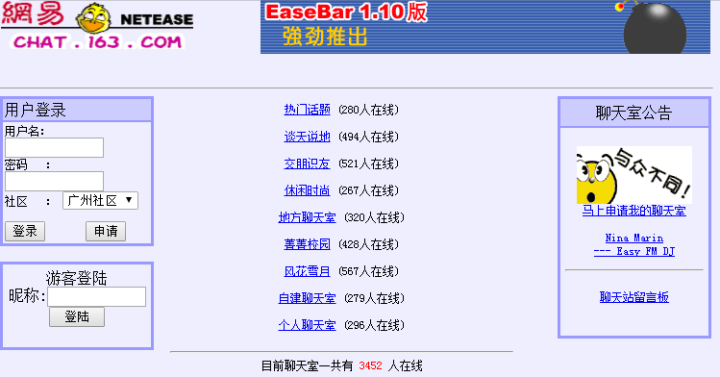 網易 NETEASE
CHAT.163.COM
EaseBar 1.10版
強劲推出
用户登录
用户名:
密码 :
社区 : 广州社区
登录 申请
游客登陆
昵称:
登陆
热门话题 (280人在线)
谈天说地 (494人在线)
交朋识友 (521人在线)
休闲时尚 (267人在线)
地方聊天室 (320人在线)
菁菁校园 (428人在线)
风花雪月 (567人在线)
自建聊天室 (279人在线)
个人聊天室 (296人在线)
目前聊天室一共有 3452 人在线
聊天室公告
与众不同!
马上申请我的聊天室
Nina Marin
--- Easy FM DJ
聊天站留言板